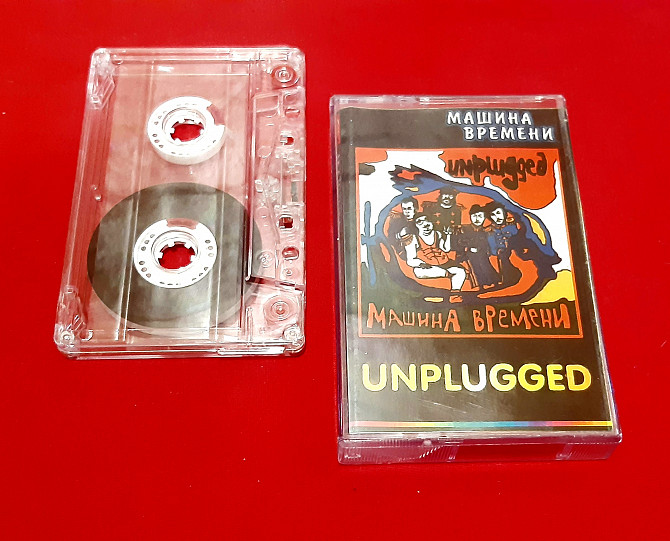 МАШИНА
ВРЕМЕНИ
unplugged
МАШИНА ВРЕМЕНИ
UNPLUGGED